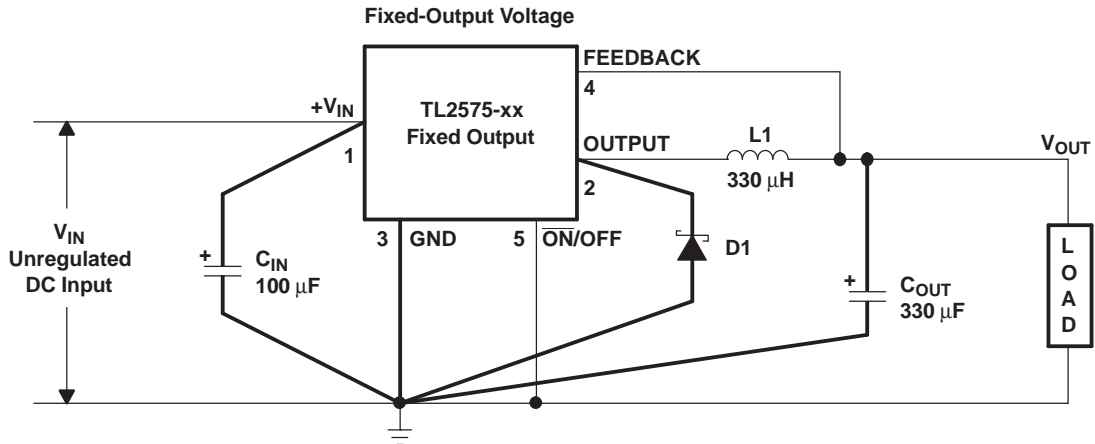 Fixed-Output Voltage
FEEDBACK
4
TL2575-xx
Fixed Output
+VIN
1
OUTPUT
2
L1
330 μH
VOUT
VIN
Unregulated
DC Input
3 GND
5 ON/OFF
+
CIN
100 μF
D1
+
COUT
330 μF
L
O
A
D